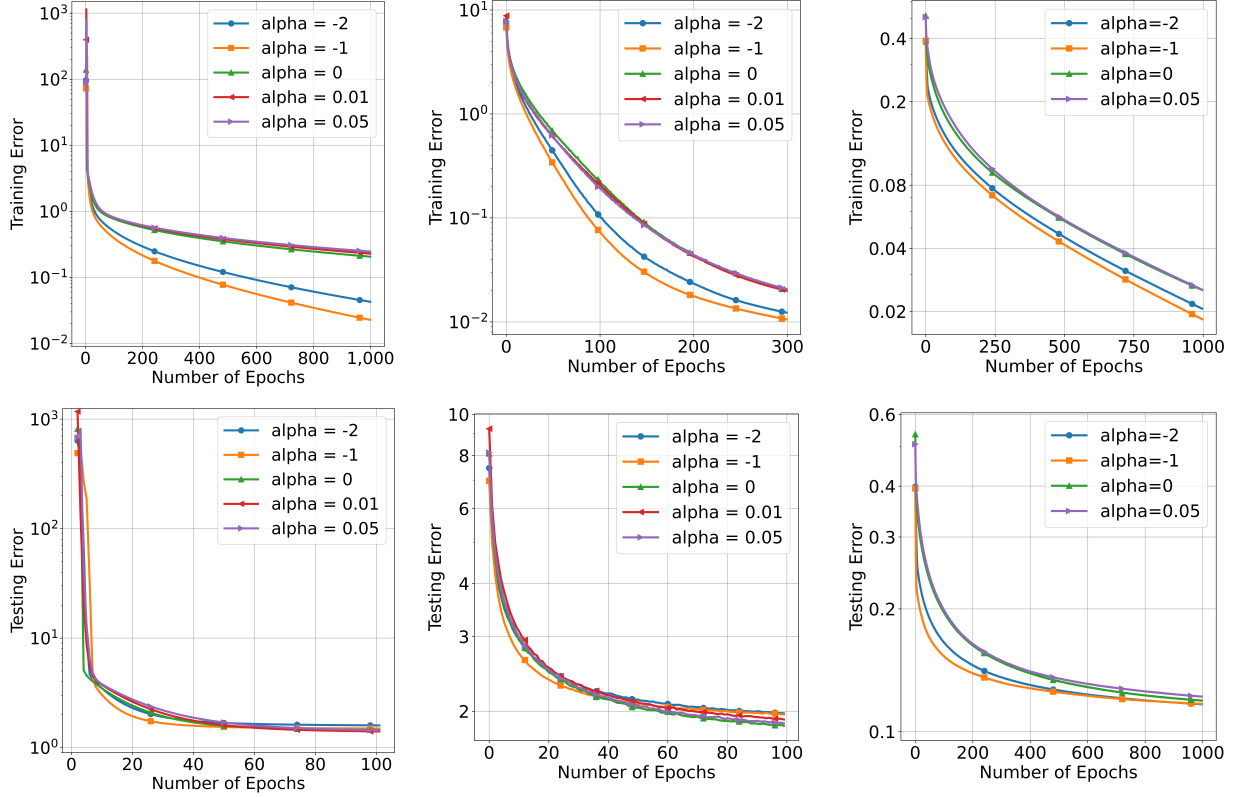 Training Error
10³
10²
10¹
10⁰
10⁻¹
10⁻²
alpha = -2
alpha = -1
alpha = 0
alpha = 0.01
alpha = 0.05
0 200 400 600 800 1,000
Number of Epochs
Training Error
10¹
10⁰
10⁻¹
10⁻²
alpha = -2
alpha = -1
alpha = 0
alpha = 0.01
alpha = 0.05
0 100 200 300
Number of Epochs
Training Error
0.4
0.2
0.08
0.04
0.02
alpha=-2
alpha=-1
alpha=0
alpha=0.05
0 250 500 750 1000
Number of Epochs
Testing Error
10³
10²
10¹
10⁰
alpha = -2
alpha = -1
alpha = 0
alpha = 0.01
alpha = 0.05
0 20 40 60 80 100
Number of Epochs
Testing Error
10
8
6
4
3
2
alpha = -2
alpha = -1
alpha = 0
alpha = 0.01
alpha = 0.05
0 20 40 60 80 100
Number of Epochs
Testing Error
0.6
0.4
0.3
0.2
0.1
alpha=-2
alpha=-1
alpha=0
alpha=0.05
0 200 400 600 800 1000
Number of Epochs